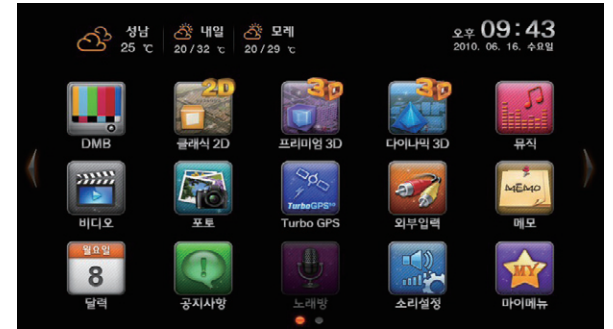 성남 내일 모레
25 ℃ 20 / 32 ℃ 20 / 29 ℃
오후 09:43
2010. 06. 16. 수요일
2D 3D 3D
DMB 클래식 2D 프리미엄 3D 다이나믹 3D 뮤직
TurboGPS MEMO
비디오 포토 Turbo GPS 외부입력 메모
월요일
8 MY
달력 공지사항 노래방 소리설정 마이메뉴